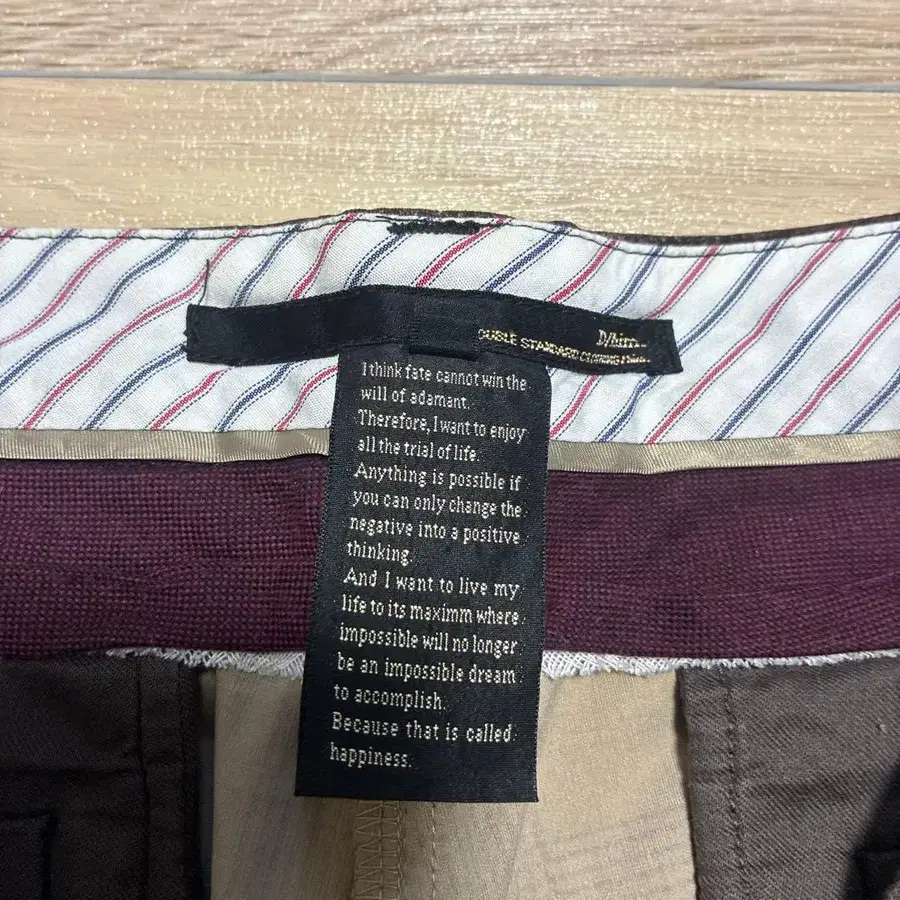 D/him.
DOUBLE STANDARD CLOTHING
I think fate cannot win the
will of adamant.
Therefore, I want to enjoy
all the trial of life.
Anything is possible if
you can only change the
negative into a positive
thinking.
And I want to live my
life to its maximm where
impossible will no longer
be an impossible dream
to accomplish.
Because that is called
happiness.